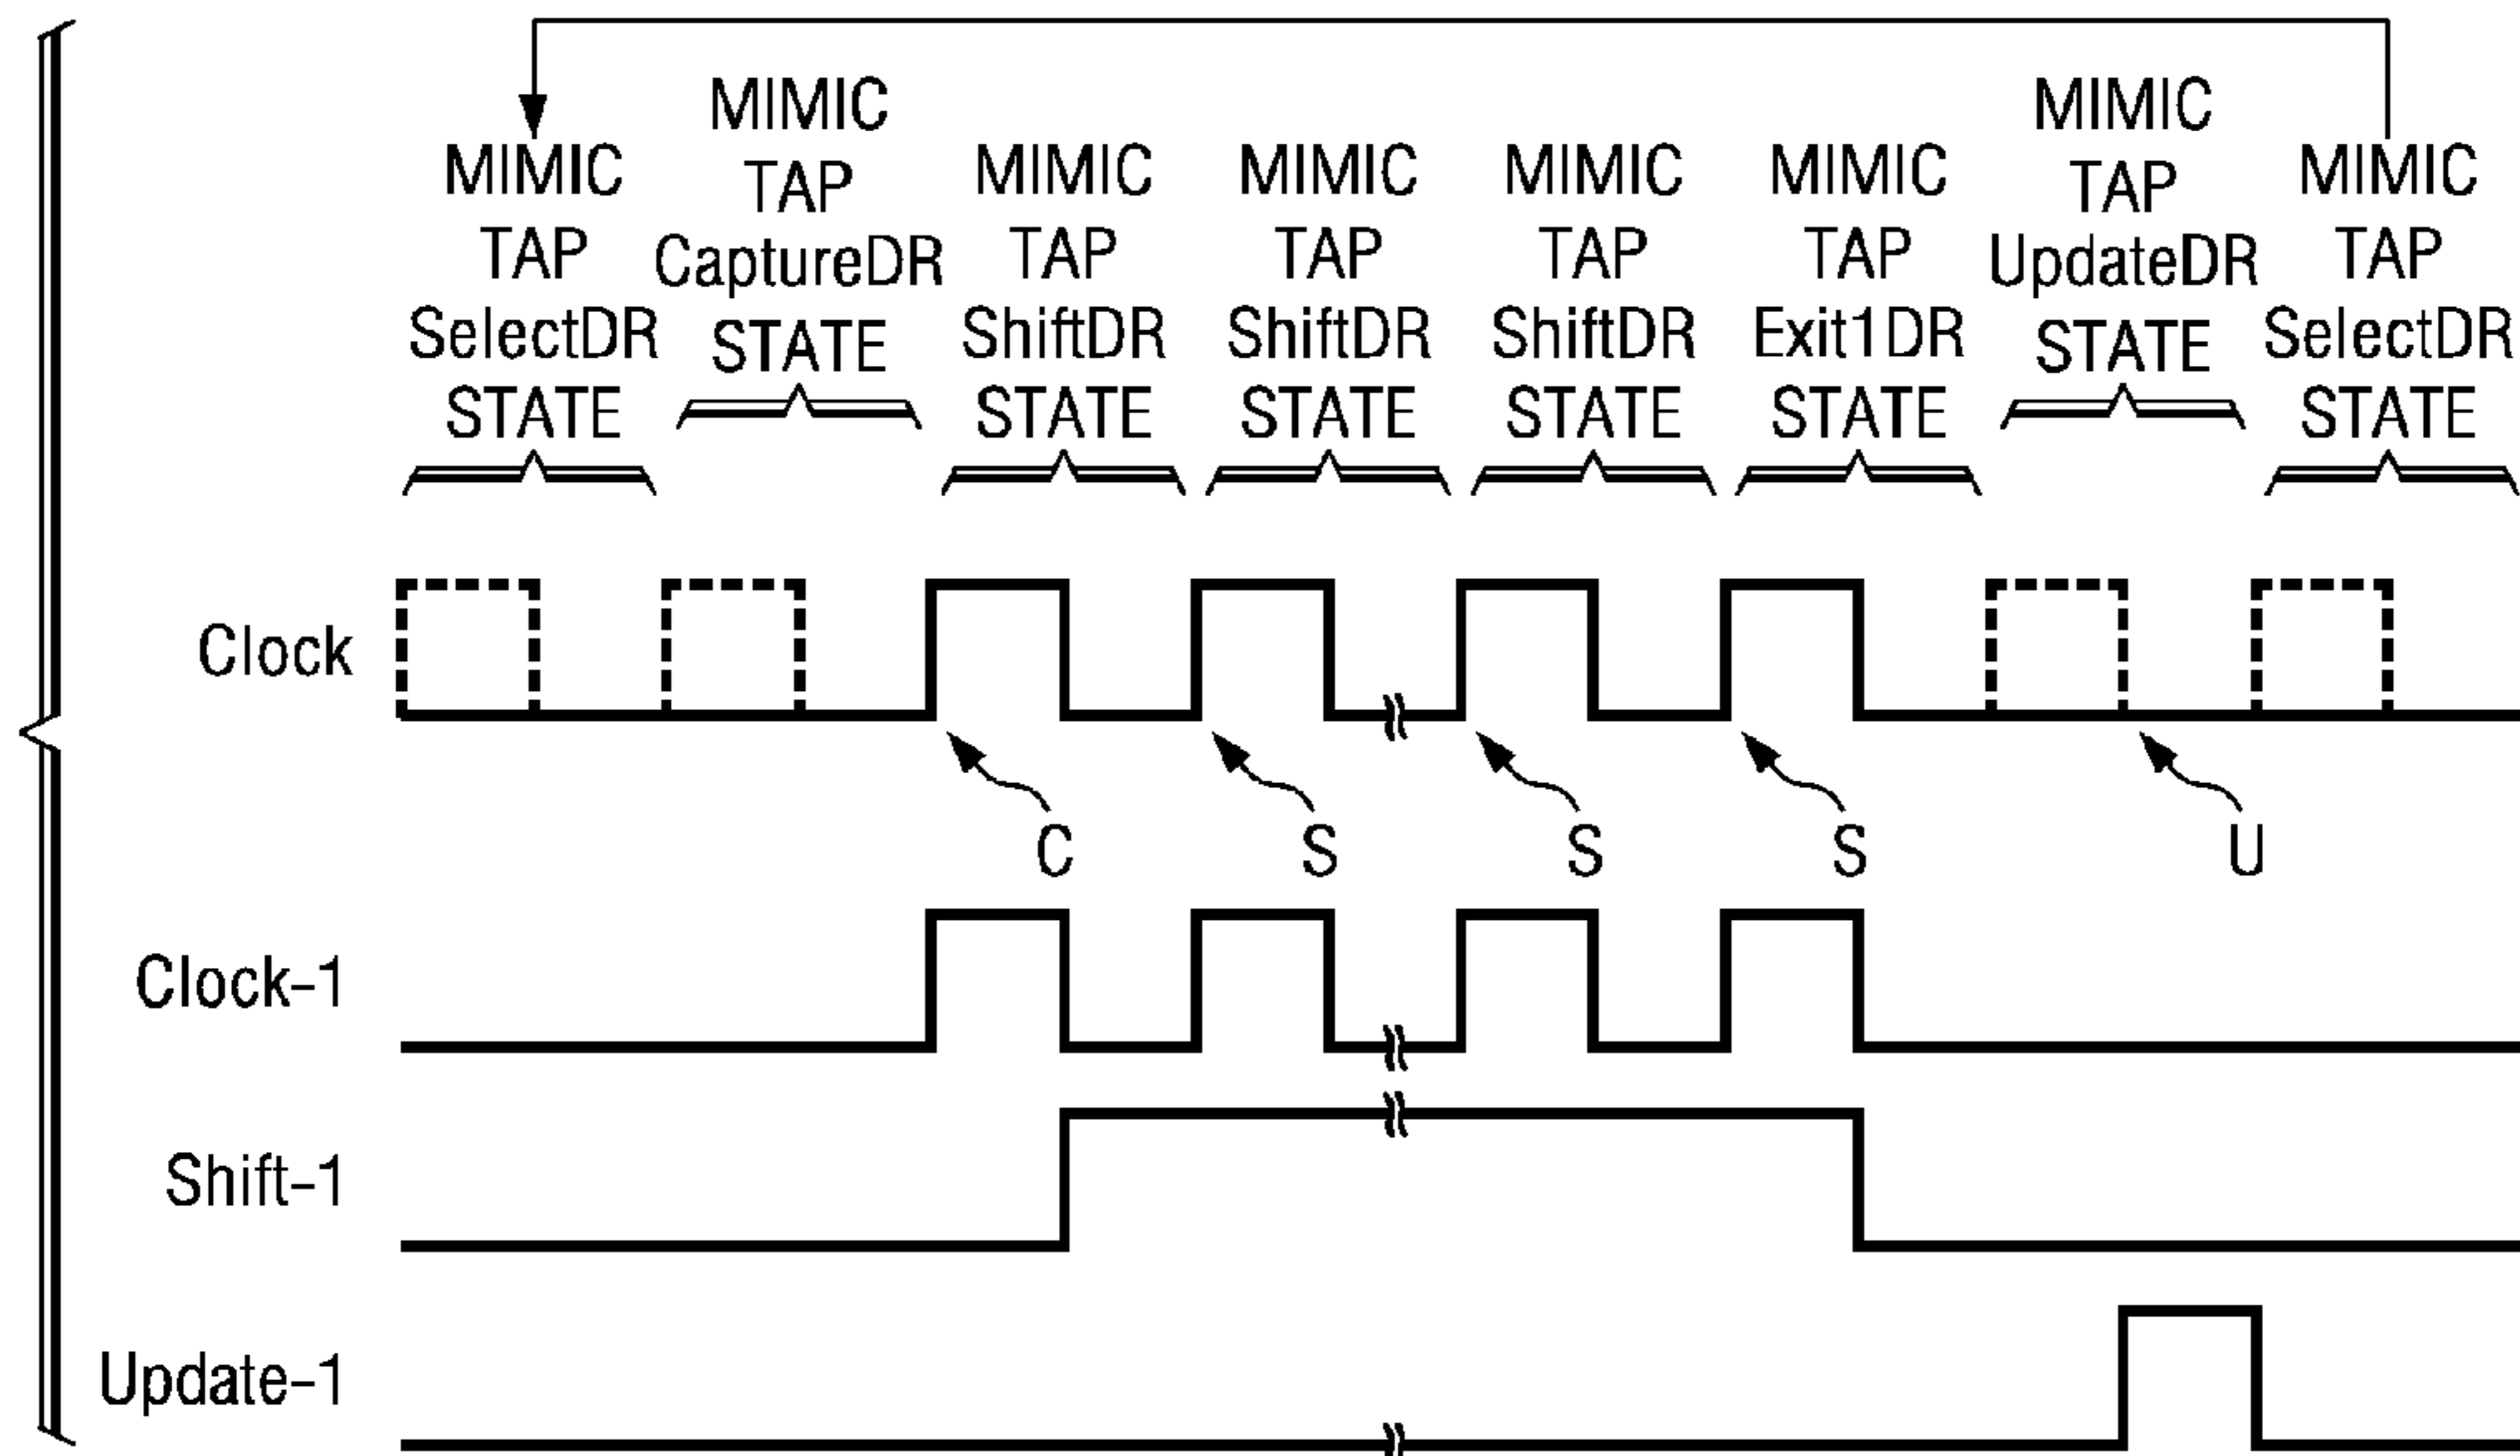 MIMIC
TAP
SelectDR
STATE
MIMIC
TAP
CaptureDR
STATE
MIMIC
TAP
ShiftDR
STATE
MIMIC
TAP
ShiftDR
STATE
MIMIC
TAP
ShiftDR
STATE
MIMIC
TAP
Exit1DR
STATE
MIMIC
TAP
UpdateDR
STATE
MIMIC
TAP
SelectDR
STATE
Clock
C
S
S
S
U
Clock-1
Shift-1
Update-1